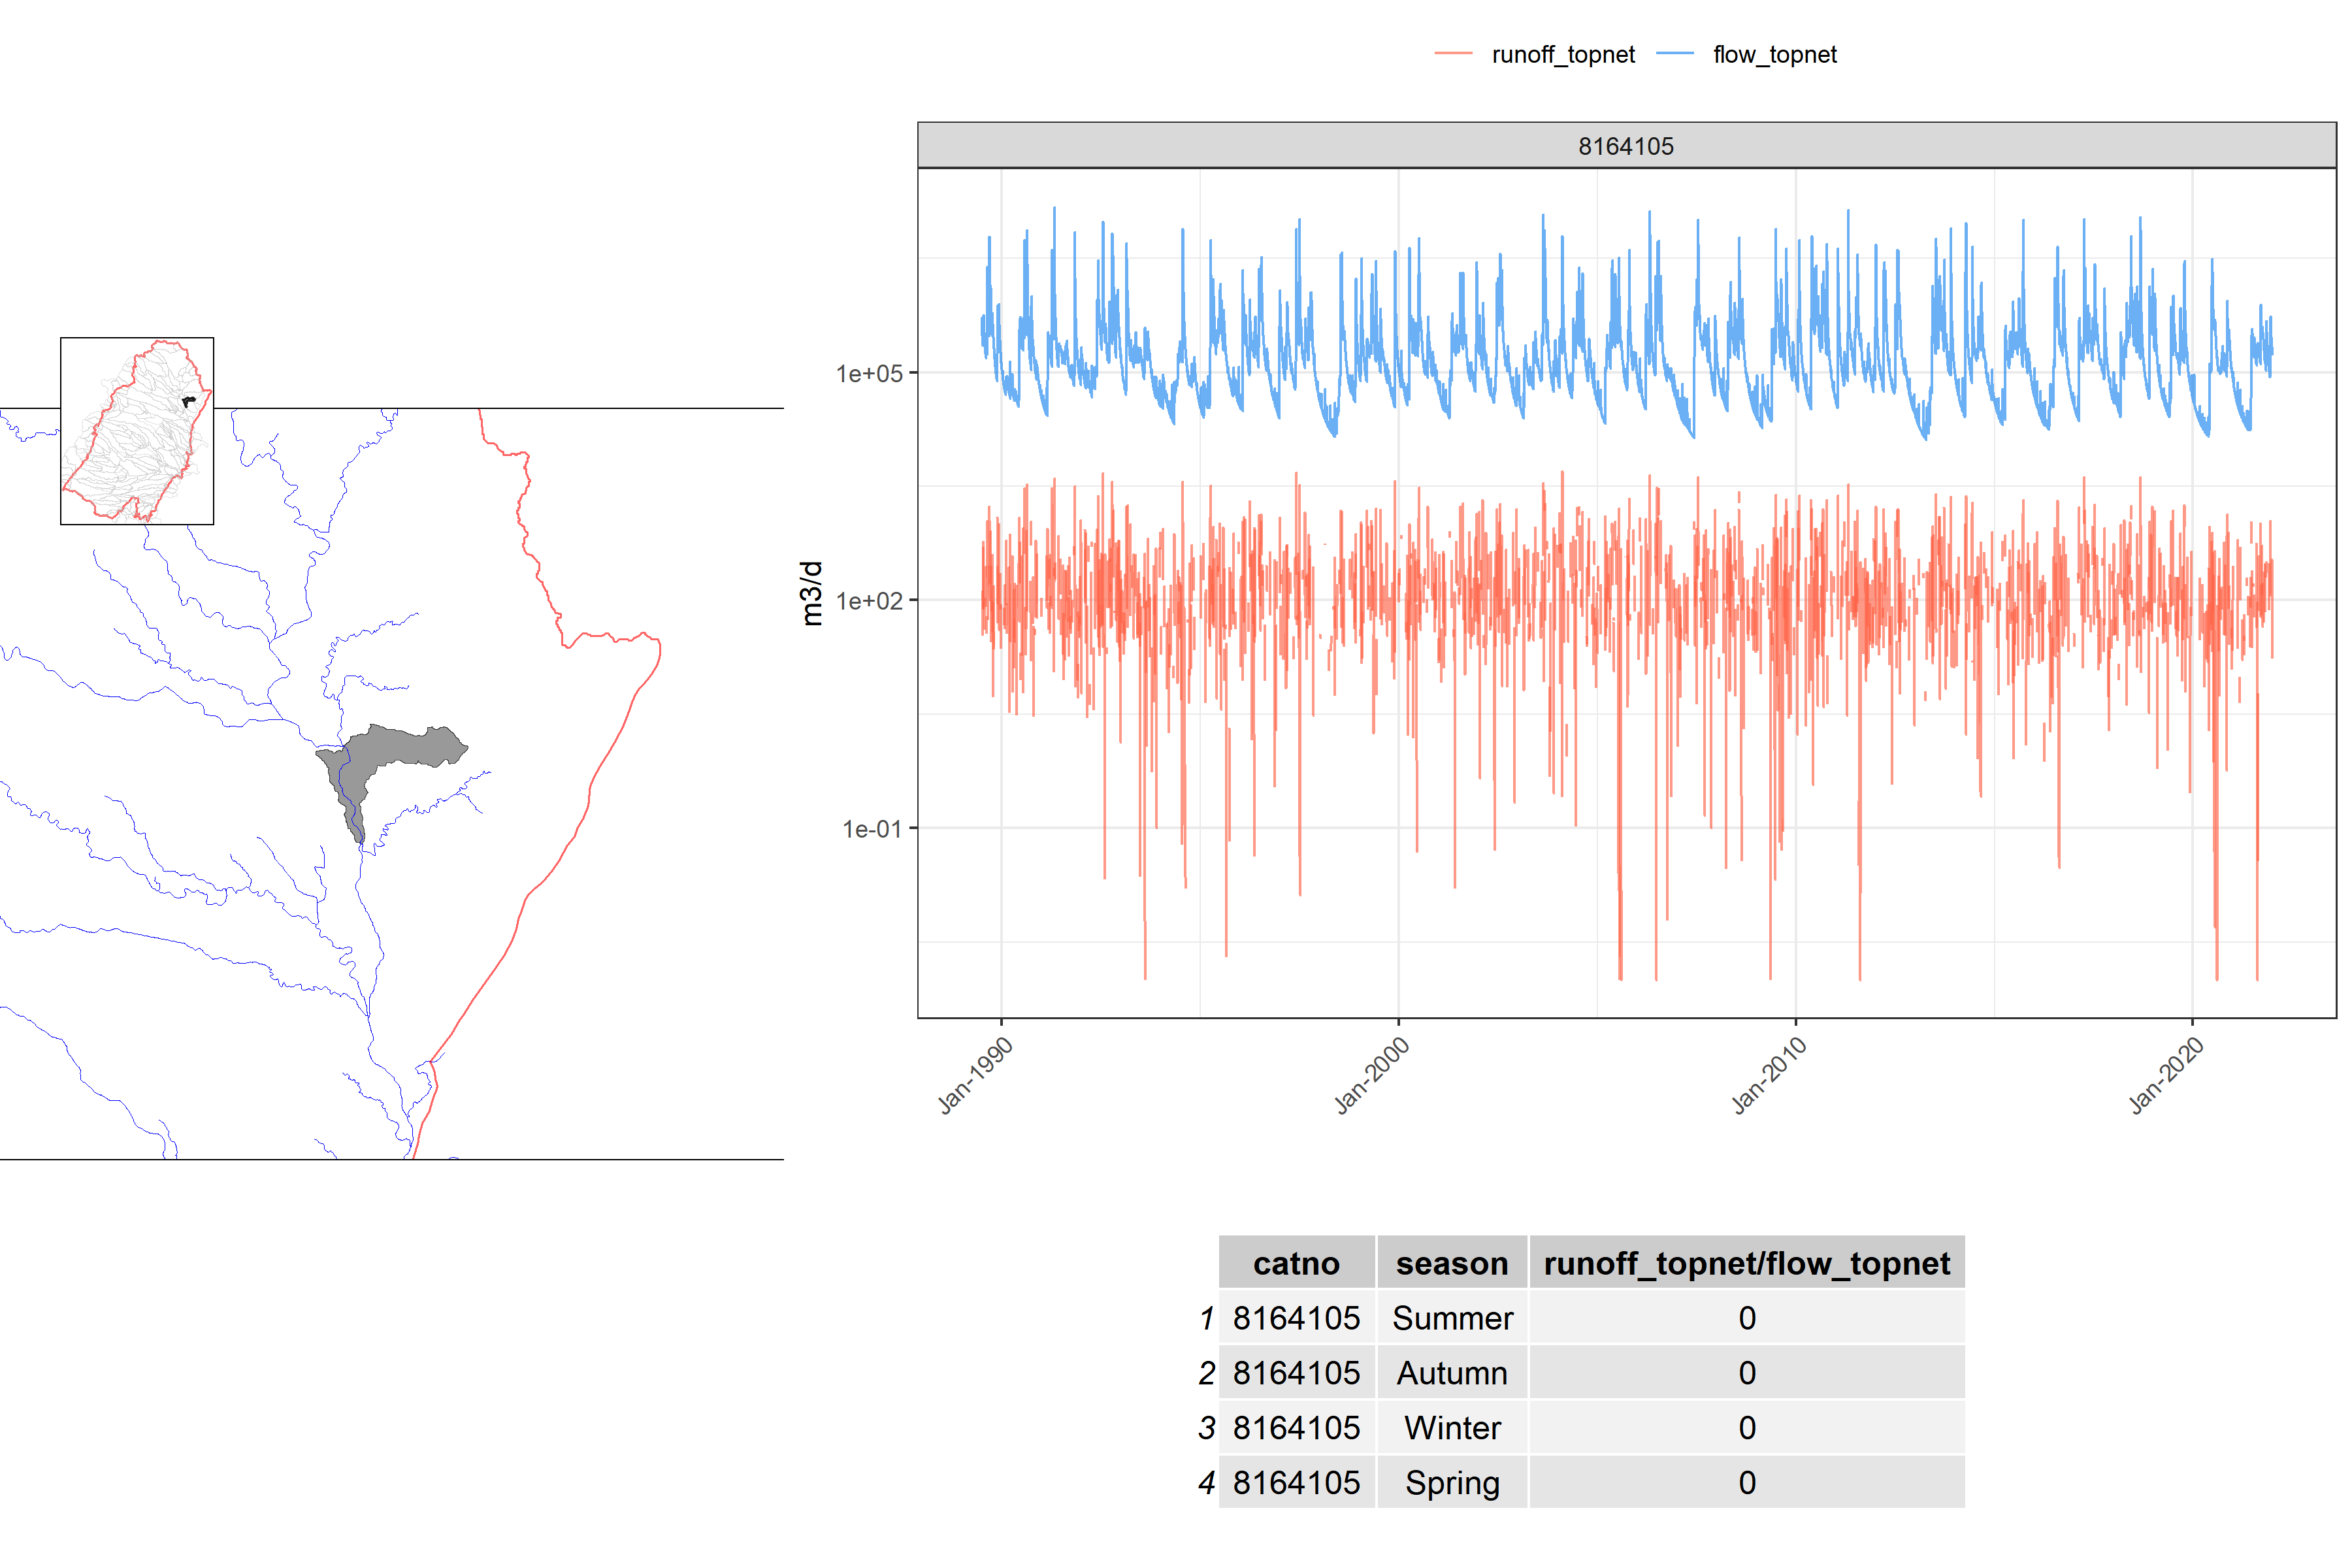 runoff_topnet flow_topnet
8164105
1e+05
1e+02
1e-01
m3/d
Jan-1990 Jan-2000 Jan-2010 Jan-2020
catno season runoff_topnet/flow_topnet
1 8164105 Summer 0
2 8164105 Autumn 0
3 8164105 Winter 0
4 8164105 Spring 0